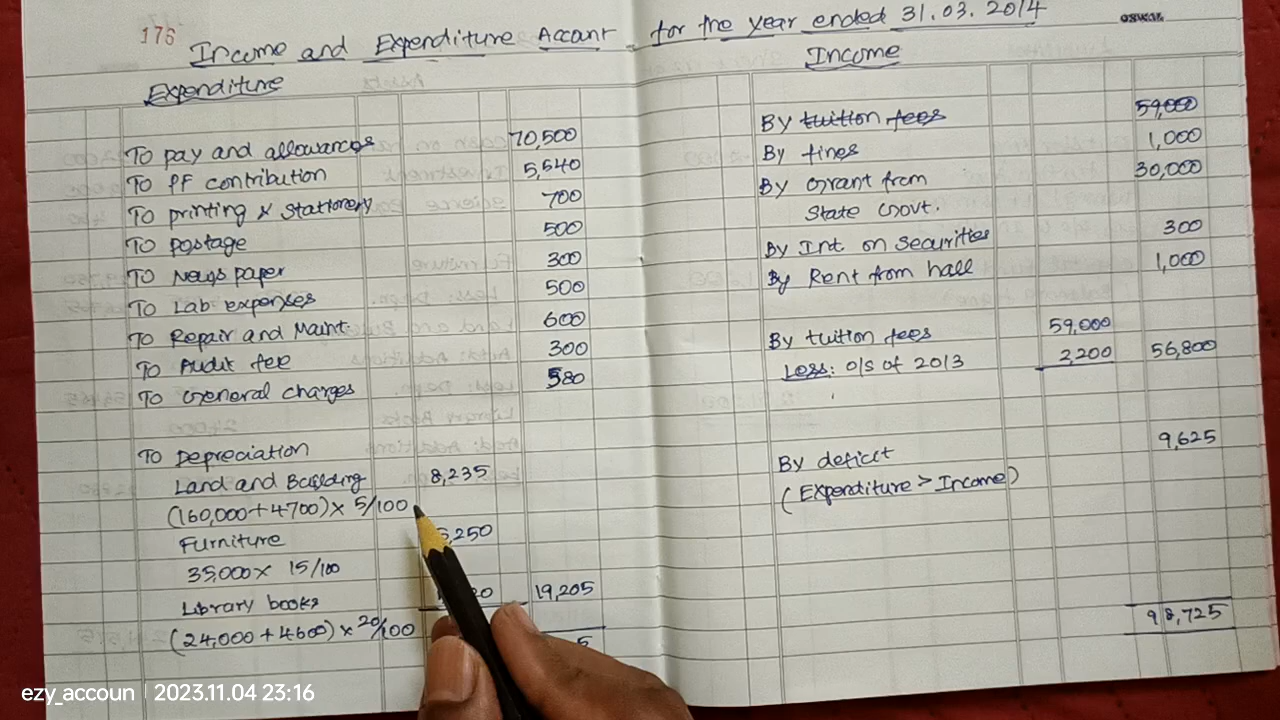 176
Income and Expenditure Account for the year ended 31.03.2014
OSWAL
Expenditure
To pay and allowances 70,500
To PF contribution 5,540
To printing & stationery 700
To postage 500
To News paper 300
To Lab expenses 500
To Repair and Maint. 600
To Audit fee 300
To General charges 580
To Depreciation
Land and Building 8,235
(160,000+4700) x 5/100
Furniture 5,250
35,000 x 15/100
Library books 19,205
(24,000+4600) x 20/100
Income
By tuition fees 59,000
By fines 1,000
By Grant from 30,000
State Govt.
By Int on securities 300
By Rent from hall 1,000
By tuition fees 59,000
Less: O/S of 2013 2,200 56,800
By deficit 9,625
(Expenditure > Income)
98,725
ezy_accoun | 2023.11.04 23:16